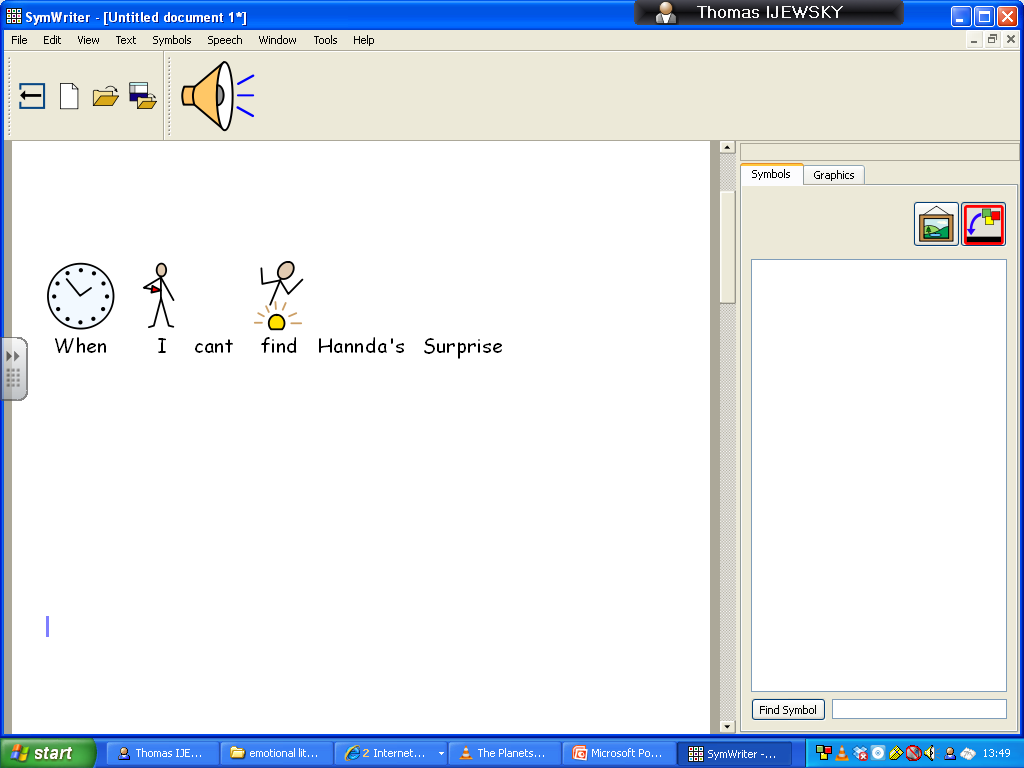 SymWriter - [Untitled document 1*]
Thomas IJEWSKY
File Edit View Text Symbols Speech Window Tools Help
Symbols Graphics
When I cant find Hannda's Surprise
Find Symbol
start Thomas IJE... emotional lit... 2 Internet... The Planets... Microsoft Po... SymWriter -... 13:49